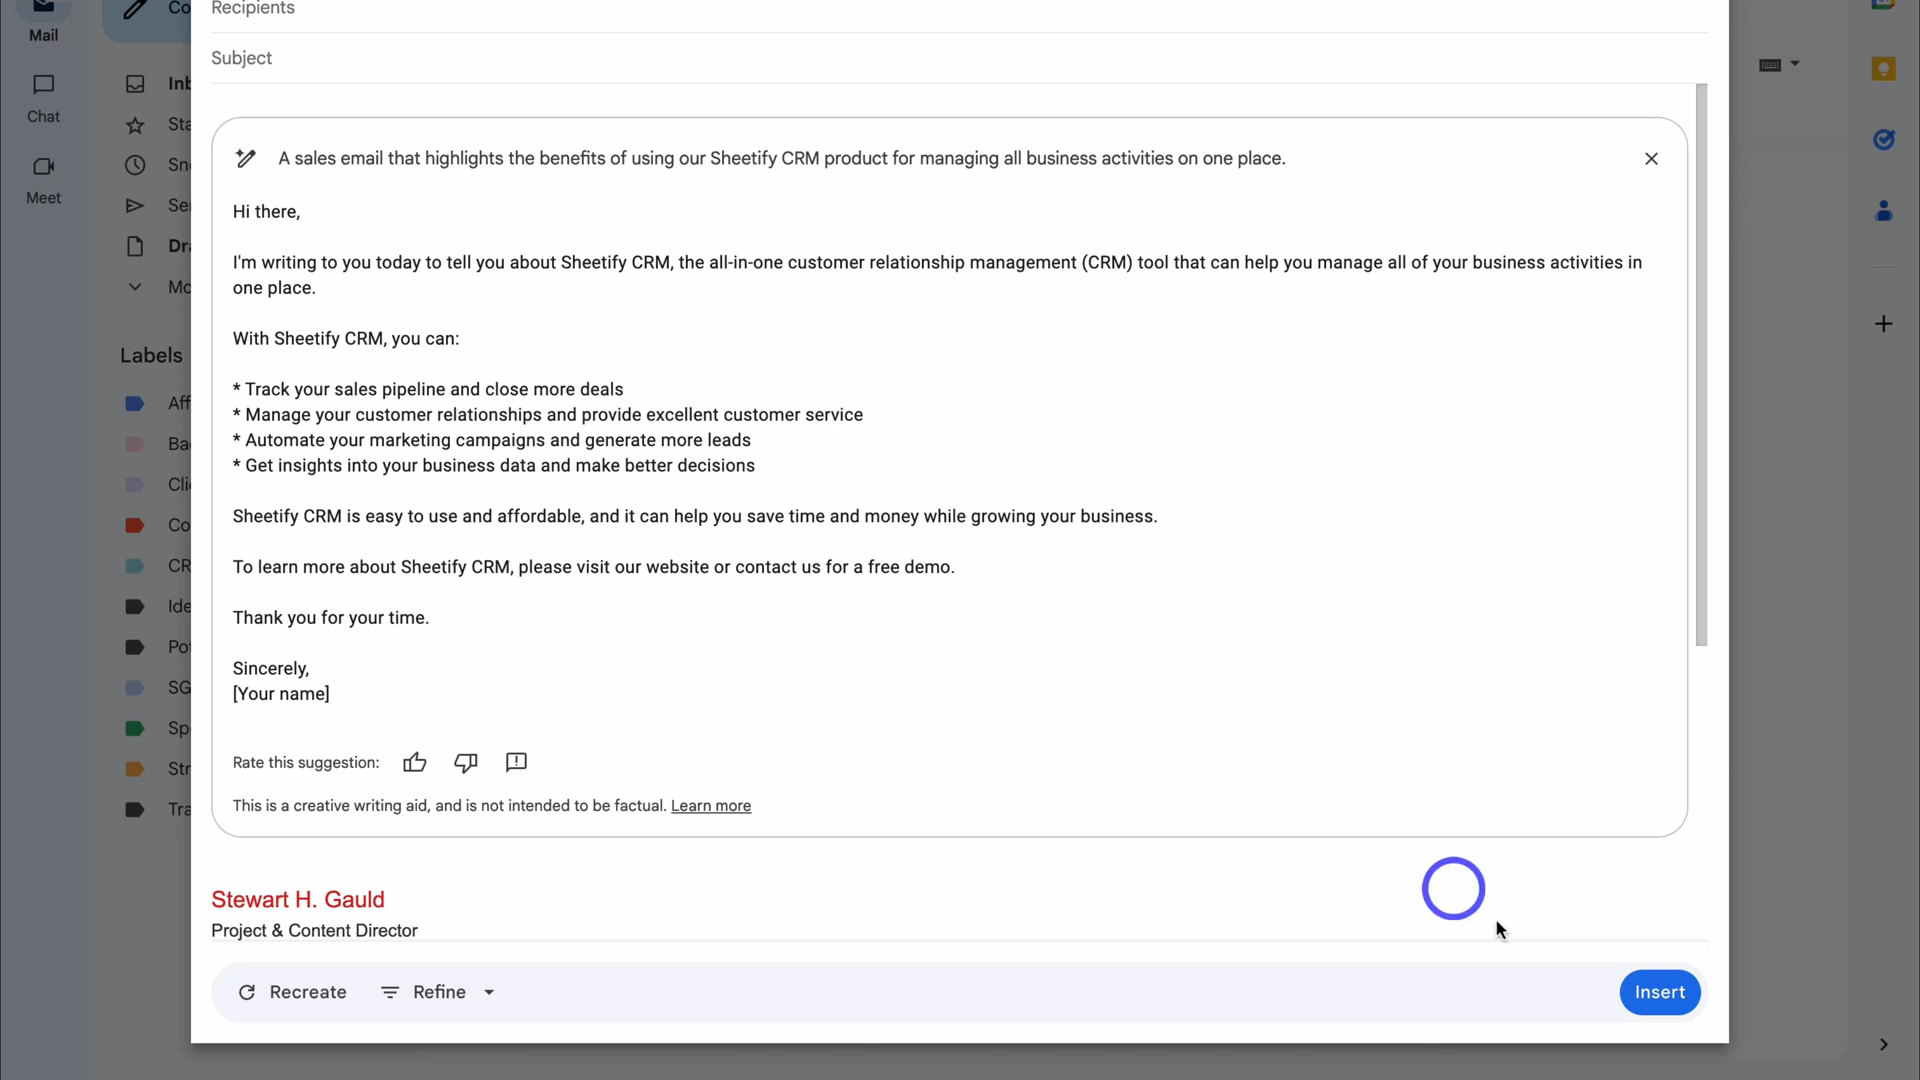 Recipients
Subject
Mail
Chat
Meet
Labels
A sales email that highlights the benefits of using our Sheetify CRM product for managing all business activities on one place.
Hi there,
I'm writing to you today to tell you about Sheetify CRM, the all-in-one customer relationship management (CRM) tool that can help you manage all of your business activities in
one place.
With Sheetify CRM, you can:
* Track your sales pipeline and close more deals
* Manage your customer relationships and provide excellent customer service
* Automate your marketing campaigns and generate more leads
* Get insights into your business data and make better decisions
Sheetify CRM is easy to use and affordable, and it can help you save time and money while growing your business.
To learn more about Sheetify CRM, please visit our website or contact us for a free demo.
Thank you for your time.
Sincerely,
[Your name]
Rate this suggestion:
This is a creative writing aid, and is not intended to be factual. Learn more
Stewart H. Gauld
Project & Content Director
Recreate
Refine
Insert